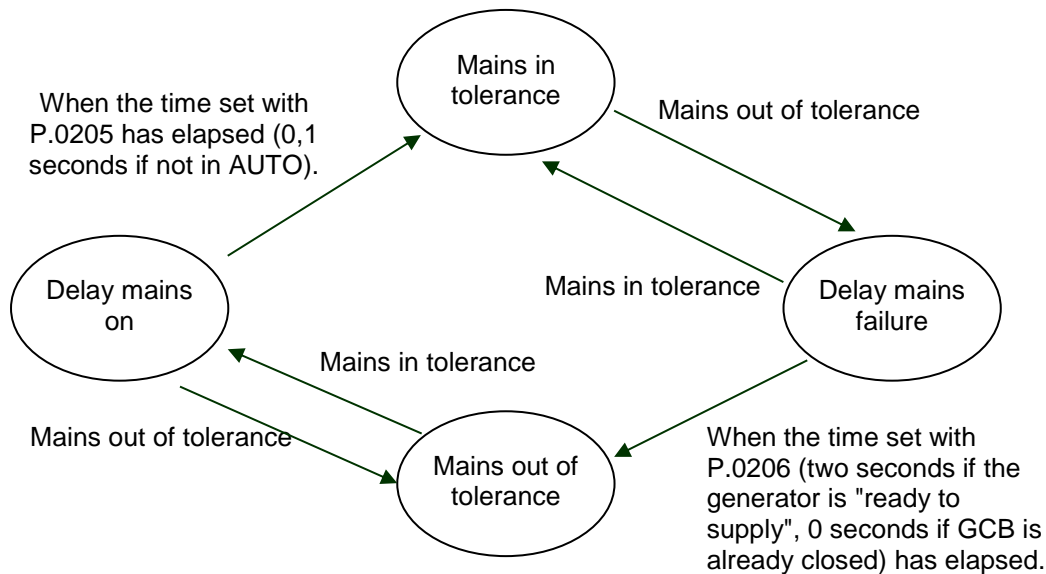 Mains in
tolerance
When the time set with
P.0205 has elapsed (0,1
seconds if not in AUTO).
Mains out of tolerance
Delay mains
on
Mains in tolerance
Delay mains
failure
Mains in tolerance
Mains out of tolerance
Mains out of
tolerance
When the time set with
P.0206 (two seconds if the
generator is "ready to
supply", 0 seconds if GCB is
already closed) has elapsed.